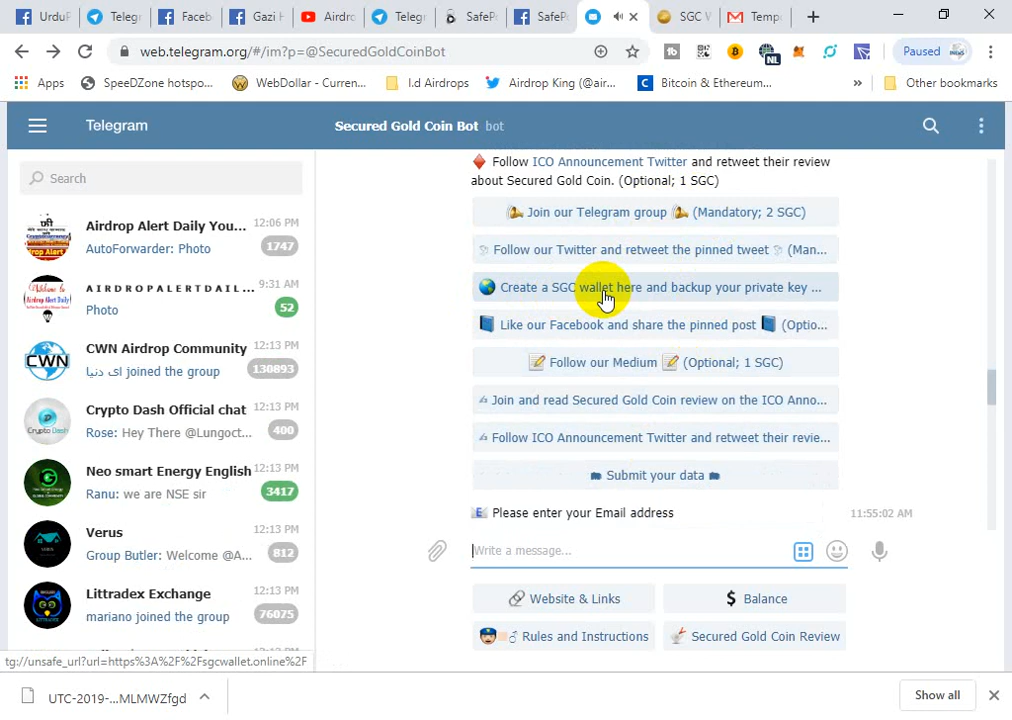 UrduP
Teleg
Faceb
Gazi H
Airdro
Telegr
SafePo
SafePo
SGC V
Temp
web.telegram.org/#/im?p=@SecuredGoldCoinBot
NL
Paused
Apps
SpeedZone hotspo...
WebDollar - Curren...
I.d Airdrops
Airdrop King (@air...
Bitcoin & Ethereum...
»
Other bookmarks
Telegram
Secured Gold Coin Bot bot
Search
Airdrop Alert Daily You... 12:06 PM
AutoForwarder: Photo 1747
A I R D R O P A L E R T D A I L ... 9:31 AM
Photo 52
CWN Airdrop Community 12:13 PM
ای دنیا joined the group 130893
Crypto Dash Official chat 12:13 PM
Rose: Hey There @Lungoct... 400
Neo smart Energy English 12:13 PM
Ranu: we are NSE sir 3417
Verus 12:13 PM
Group Butler: Welcome @A... 812
Littradex Exchange 12:13 PM
mariano joined the group 76075
12:13 PM
CWN
Follow ICO Announcement Twitter and retweet their review
about Secured Gold Coin. (Optional; 1 SGC)
Join our Telegram group (Mandatory; 2 SGC)
Follow our Twitter and retweet the pinned tweet (Man...
Create a SGC wallet here and backup your private key ...
Like our Facebook and share the pinned post (Optio...
Follow our Medium (Optional; 1 SGC)
Join and read Secured Gold Coin review on the ICO Anno...
Follow ICO Announcement Twitter and retweet their revie...
Submit your data
Please enter your Email address 11:55:02 AM
Write a message...
Website & Links
Balance
Rules and Instructions
Secured Gold Coin Review
tg://unsafe_url?url=https%3A%2F%2Fsgcwallet.online%2F
UTC-2019-...MLMWZfgd
Show all